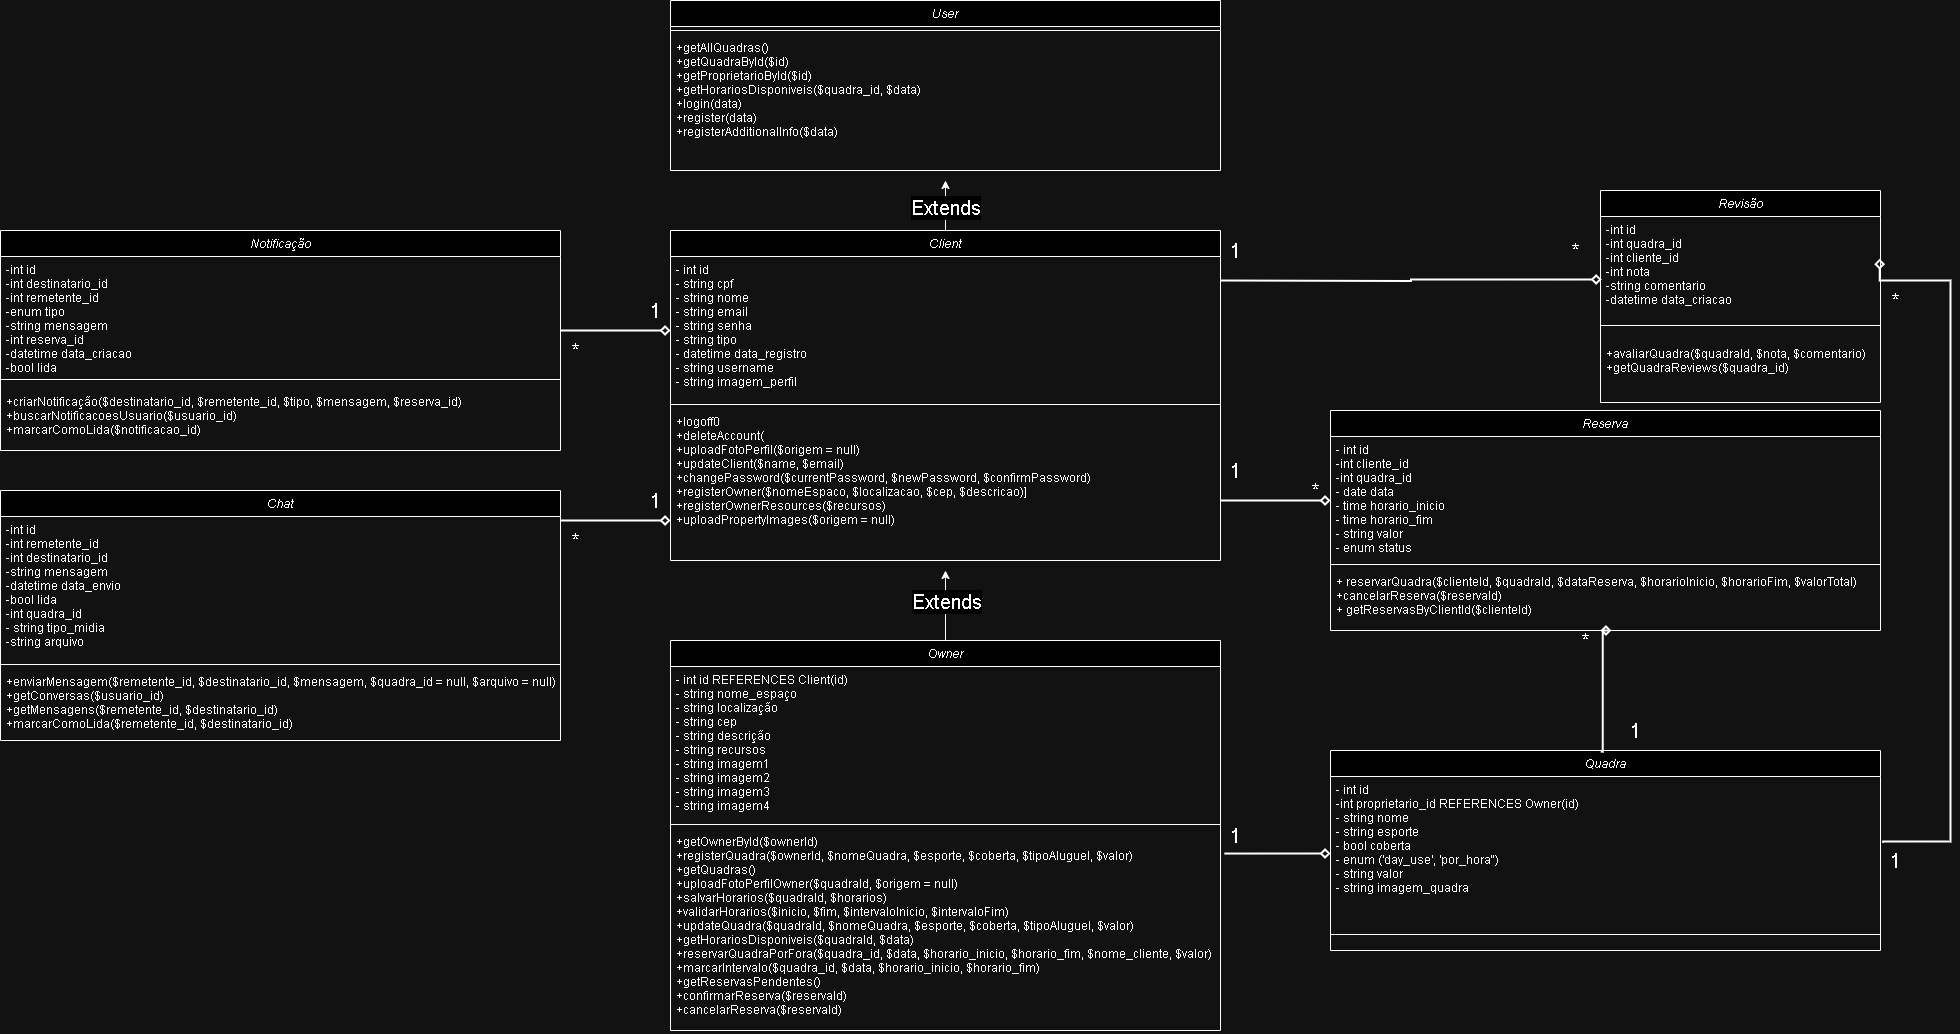 User
+getAllQuadras()
+getQuadraById($id)
+getProprietarioById($id)
+getHorariosDisponiveis($quadra_id, $data)
+login(data)
+register(data)
+registerAdditionalInfo($data)
Extends
Notificação
-int id
-int destinatario_id
-int remetente_id
-enum tipo
-string mensagem
-int reserva_id
-datetime data_criacao
-bool lida
+criarNotificação($destinatario_id, $remetente_id, $tipo, $mensagem, $reserva_id)
+buscarNotificacoesUsuario($usuario_id)
+marcarComoLida($notificacao_id)
1
*
Client
- int id
- string cpf
- string nome
- string email
- string senha
- string tipo
- datetime data_registro
- string username
- string imagem_perfil
+logoff0
+deleteAccount(
+uploadFotoPerfil($origem = null)
+updateClient($name, $email)
+changePassword($currentPassword, $newPassword, $confirmPassword)
+registerOwner($nomeEspaco, $localizacao, $cep, $descricao)]
+registerOwnerResources($recursos)
+uploadPropertyImages($origem = null)
1
*
Revisão
-int id
-int quadra_id
-int cliente_id
-int nota
-string comentario
-datetime data_criacao
+avaliarQuadra($quadraId, $nota, $comentario)
+getQuadraReviews($quadra_id)
*
1
*
Reserva
- int id
-int cliente_id
-int quadra_id
- date data
- time horario_inicio
- time horario_fim
- string valor
- enum status
+ reservarQuadra($clienteId, $quadraId, $dataReserva, $horarioInicio, $horarioFim, $valorTotal)
+cancelarReserva($reservaId)
+ getReservasByClientId($clienteId)
Chat
-int id
-int remetente_id
-int destinatario_id
-string mensagem
-datetime data_envio
-bool lida
-int quadra_id
- string tipo_midia
-string arquivo
+enviarMensagem($remetente_id, $destinatario_id, $mensagem, $quadra_id = null, $arquivo = null)
+getConversas($usuario_id)
+getMensagens($remetente_id, $destinatario_id)
+marcarComoLida($remetente_id, $destinatario_id)
1
*
Extends
Owner
- int id REFERENCES Client(id)
- string nome_espaço
- string localização
- string cep
- string descrição
- string recursos
- string imagem1
- string imagem2
- string imagem3
- string imagem4
+getOwnerById($ownerId)
+registerQuadra($ownerId, $nomeQuadra, $esporte, $coberta, $tipoAluguel, $valor)
+getQuadras()
+uploadFotoPerfilOwner($quadraId, $origem = null)
+salvarHorarios($quadraId, $horarios)
+validarHorarios($inicio, $fim, $intervaloInicio, $intervaloFim)
+updateQuadra($quadraId, $nomeQuadra, $esporte, $coberta, $tipoAluguel, $valor)
+getHorariosDisponiveis($quadraId, $data)
+reservarQuadraPorFora($quadra_id, $data, $horario_inicio, $horario_fim, $nome_cliente, $valor)
+marcarIntervalo($quadra_id, $data, $horario_inicio, $horario_fim)
+getReservasPendentes()
+confirmarReserva($reservaId)
+cancelarReserva($reservaId)
*
1
1
Quadra
- int id
-int proprietario_id REFERENCES Owner(id)
- string nome
- string esporte
- bool coberta
- enum ('day_use', 'por_hora")
- string valor
- string imagem_quadra
1